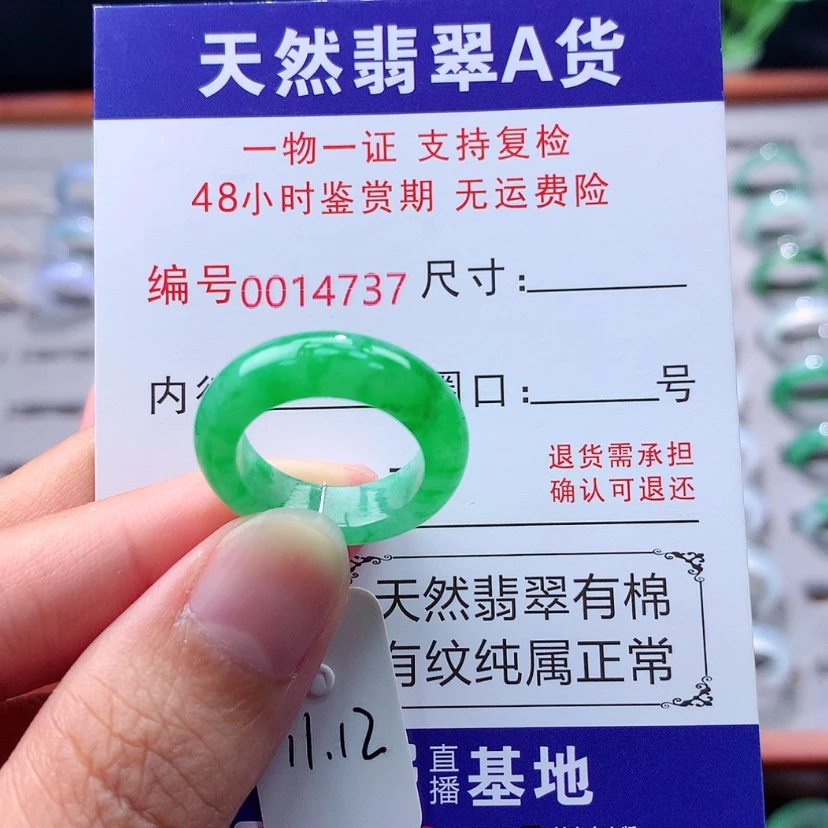 天然翡翠A货
一物一证 支持复检
48小时鉴赏期 无运费险
编号0014737 尺寸:
内 口: 号
退货需承担
确认可退还
天然翡翠有棉
有纹纯属正常
11.12
直播基地